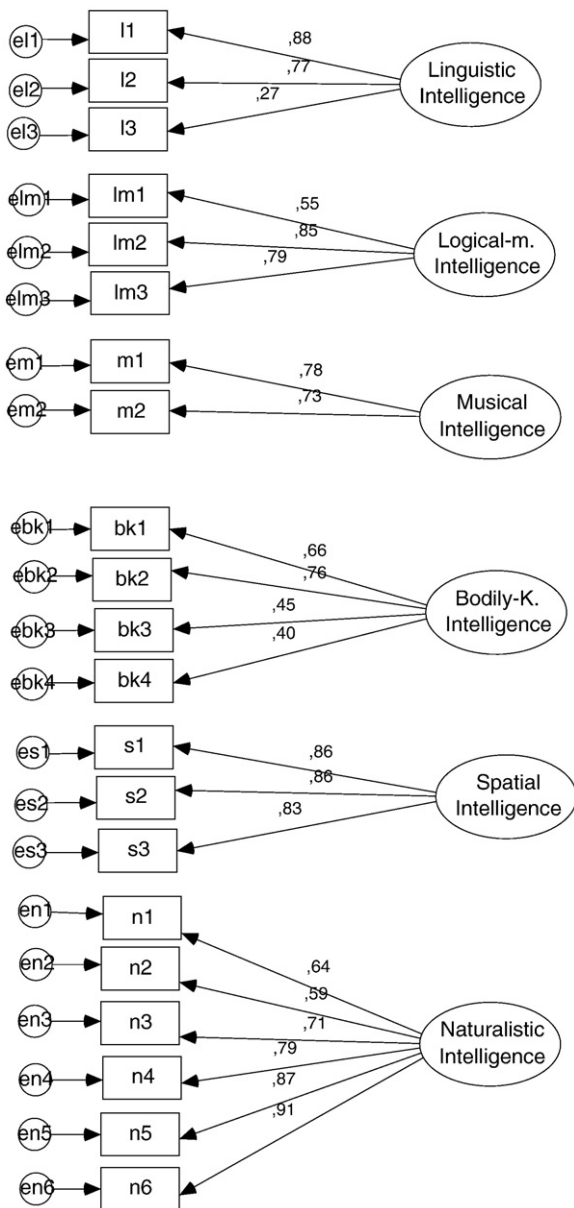 el1 l1 ,88
el2 l2 ,77 Linguistic
Intelligence
el3 l3 ,27
elm1 lm1 ,55
elm2 lm2 ,85 Logical-m.
Intelligence
elm3 lm3 ,79
em1 m1 ,78
em2 m2 ,73 Musical
Intelligence
ebk1 bk1 ,66
ebk2 bk2 ,76 Bodily-K.
Intelligence
ebk3 bk3 ,45
ebk4 bk4 ,40
es1 s1 ,86
es2 s2 ,86 Spatial
Intelligence
es3 s3 ,83
en1 n1 ,64
en2 n2 ,59
en3 n3 ,71 Naturalistic
Intelligence
en4 n4 ,79
en5 n5 ,87
en6 n6 ,91